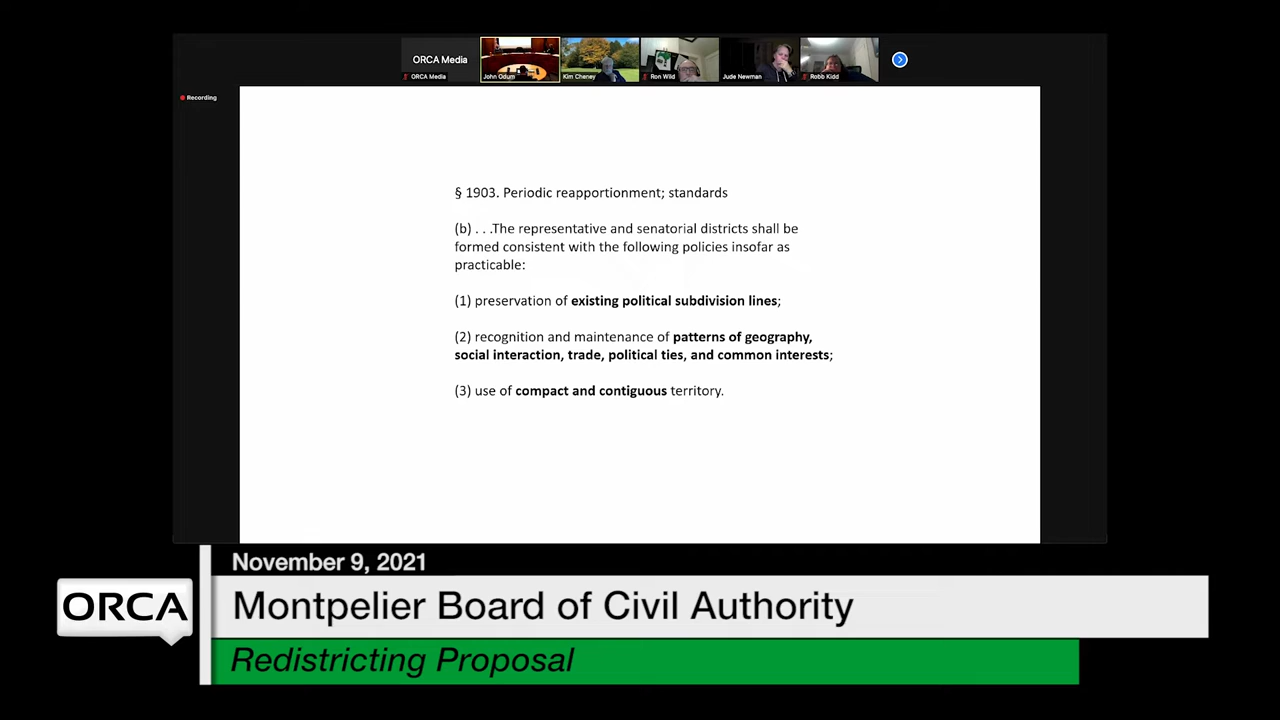 ORCA Media
ORCA Media
John Odum
Kim Cheney
Ron Wild
Jude Newman
Robb Kidd
Recording
§ 1903. Periodic reapportionment; standards
(b) . . .The representative and senatorial districts shall be
formed consistent with the following policies insofar as
practicable:
(1) preservation of existing political subdivision lines;
(2) recognition and maintenance of patterns of geography,
social interaction, trade, political ties, and common interests;
(3) use of compact and contiguous territory.
November 9, 2021
ORCA
Montpelier Board of Civil Authority
Redistricting Proposal